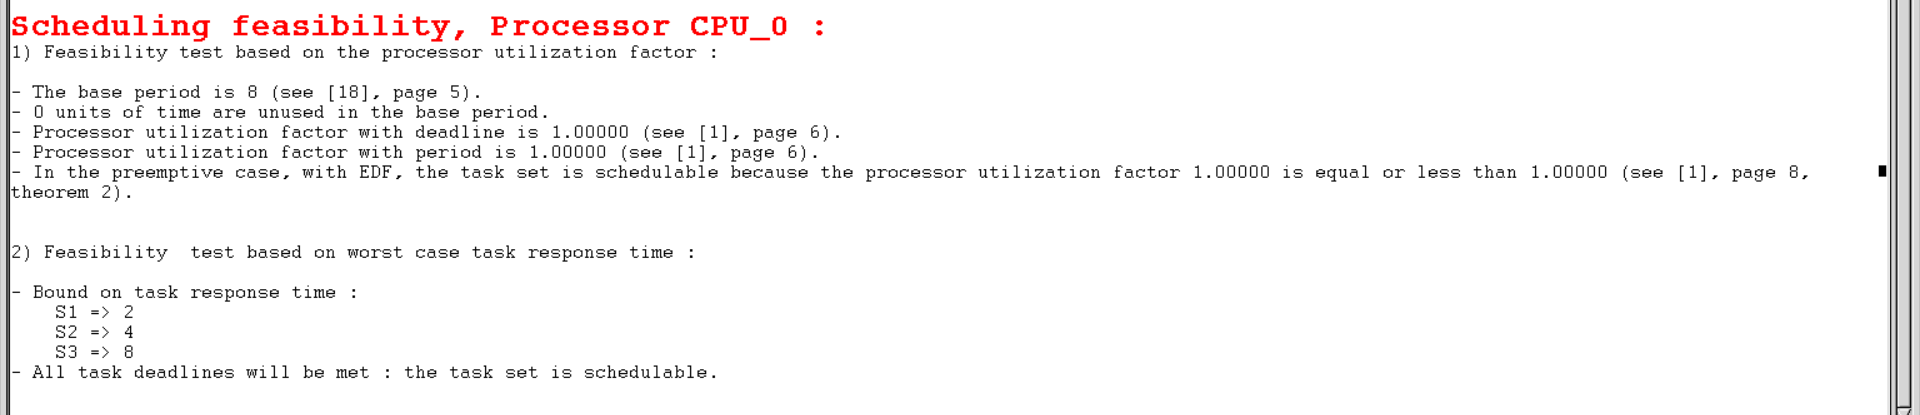 Scheduling feasibility, Processor CPU_0 :
1) Feasibility test based on the processor utilization factor :
- The base period is 8 (see [18], page 5).
- 0 units of time are unused in the base period.
- Processor utilization factor with deadline is 1.00000 (see [1], page 6).
- Processor utilization factor with period is 1.00000 (see [1], page 6).
- In the preemptive case, with EDF, the task set is schedulable because the processor utilization factor 1.00000 is equal or less than 1.00000 (see [1], page 8,
theorem 2).
2) Feasibility  test based on worst case task response time :
- Bound on task response time :
S1 => 2
S2 => 4
S3 => 8
- All task deadlines will be met : the task set is schedulable.